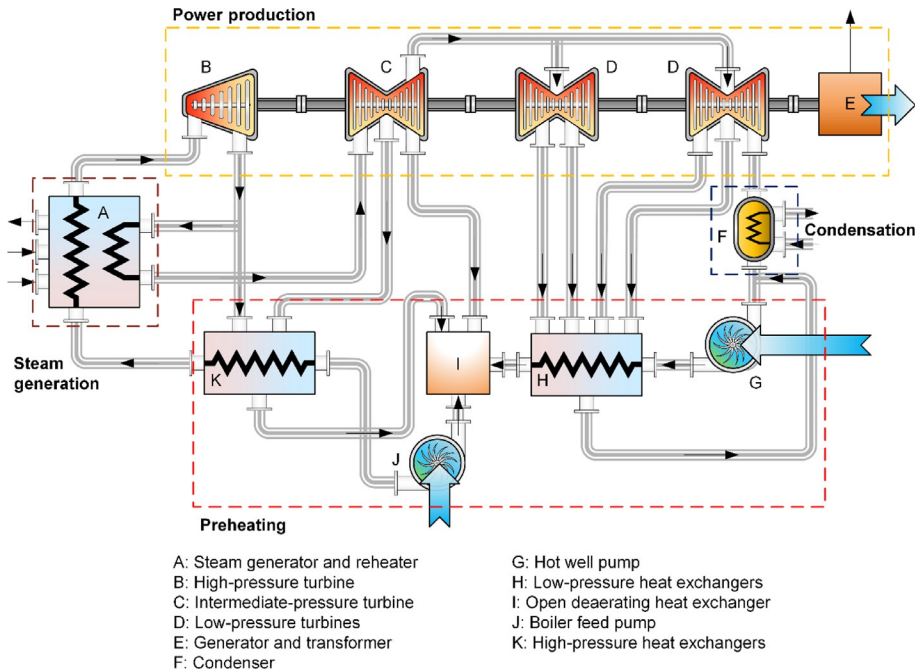 Power production
B
C
D
D
E
A
F
Condensation
Steam
generation
K
I
H
G
J
Preheating
A: Steam generator and reheater
B: High-pressure turbine
C: Intermediate-pressure turbine
D: Low-pressure turbines
E: Generator and transformer
F: Condenser
G: Hot well pump
H: Low-pressure heat exchangers
I: Open deaerating heat exchanger
J: Boiler feed pump
K: High-pressure heat exchangers